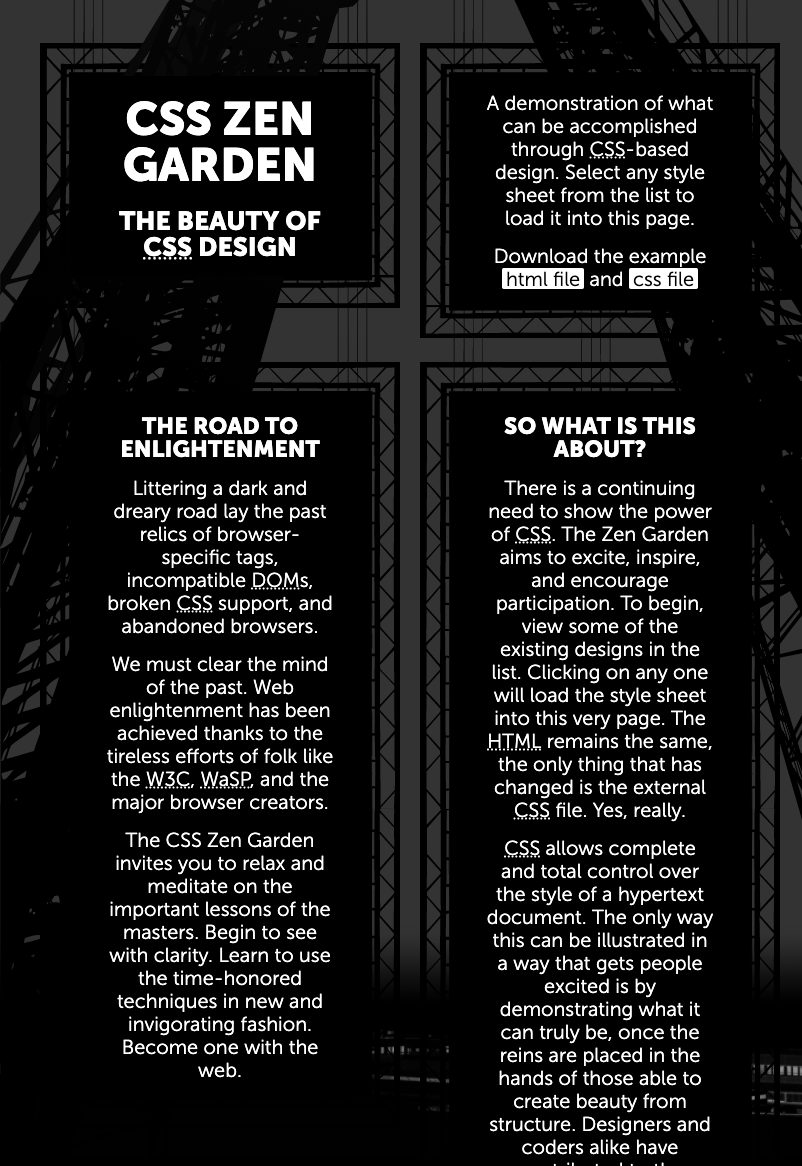 CSS ZEN
GARDEN
THE BEAUTY OF
CSS DESIGN
A demonstration of what
can be accomplished
through CSS-based
design. Select any style
sheet from the list to
load it into this page.
Download the example
html file and css file
THE ROAD TO
ENLIGHTENMENT
Littering a dark and
dreary road lay the past
relics of browser-
specific tags,
incompatible DOMs,
broken CSS support, and
abandoned browsers.
We must clear the mind
of the past. Web
enlightenment has been
achieved thanks to the
tireless efforts of folk like
the W3C, WaSP, and the
major browser creators.
The CSS Zen Garden
invites you to relax and
meditate on the
important lessons of the
masters. Begin to see
with clarity. Learn to use
the time-honored
techniques in new and
invigorating fashion.
Become one with the
web.
SO WHAT IS THIS
ABOUT?
There is a continuing
need to show the power
of CSS. The Zen Garden
aims to excite, inspire,
and encourage
participation. To begin,
view some of the
existing designs in the
list. Clicking on any one
will load the style sheet
into this very page. The
HTML remains the same,
the only thing that has
changed is the external
CSS file. Yes, really.
CSS allows complete
and total control over
the style of a hypertext
document. The only way
this can be illustrated in
a way that gets people
excited is by
demonstrating what it
can truly be, once the
reins are placed in the
hands of those able to
create beauty from
structure. Designers and
coders alike have